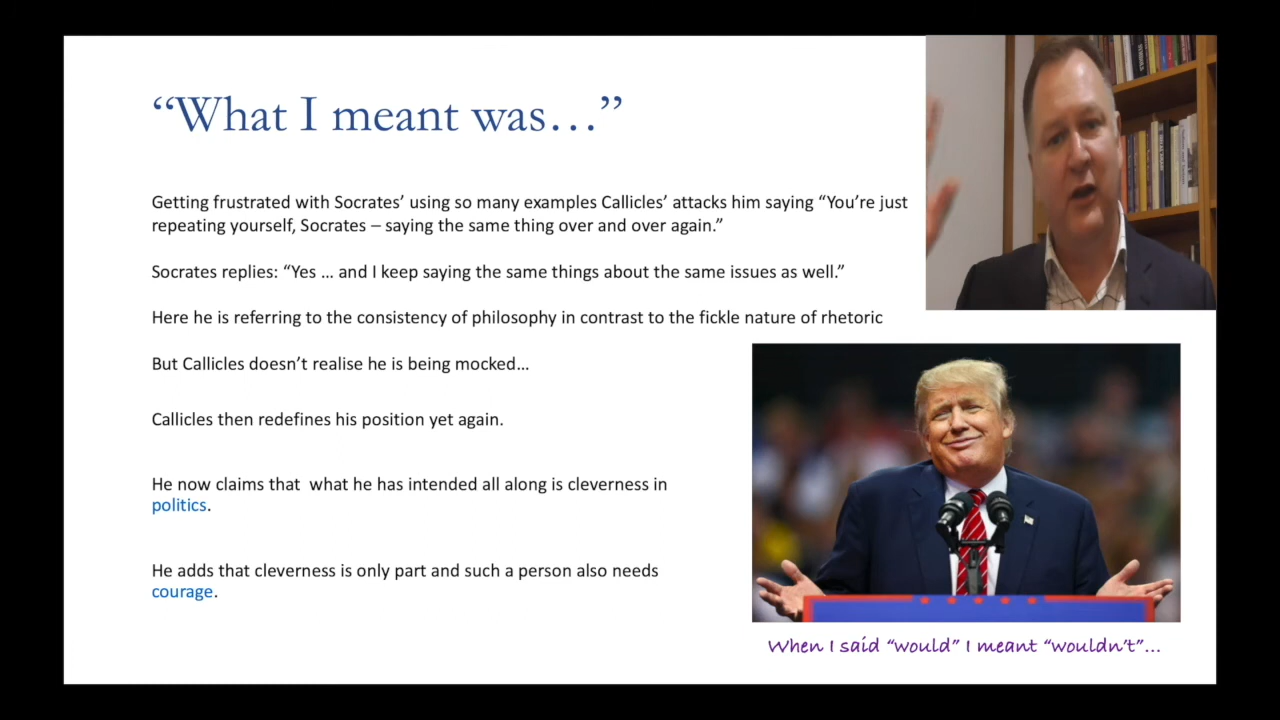 “What I meant was…”
Getting frustrated with Socrates’ using so many examples Callicles’ attacks him saying “You’re just
repeating yourself, Socrates – saying the same thing over and over again.”
Socrates replies: “Yes … and I keep saying the same things about the same issues as well.”
Here he is referring to the consistency of philosophy in contrast to the fickle nature of rhetoric
But Callicles doesn’t realise he is being mocked…
Callicles then redefines his position yet again.
He now claims that  what he has intended all along is cleverness in
politics.
He adds that cleverness is only part and such a person also needs
courage.
When I said “would” I meant “wouldn’t”…